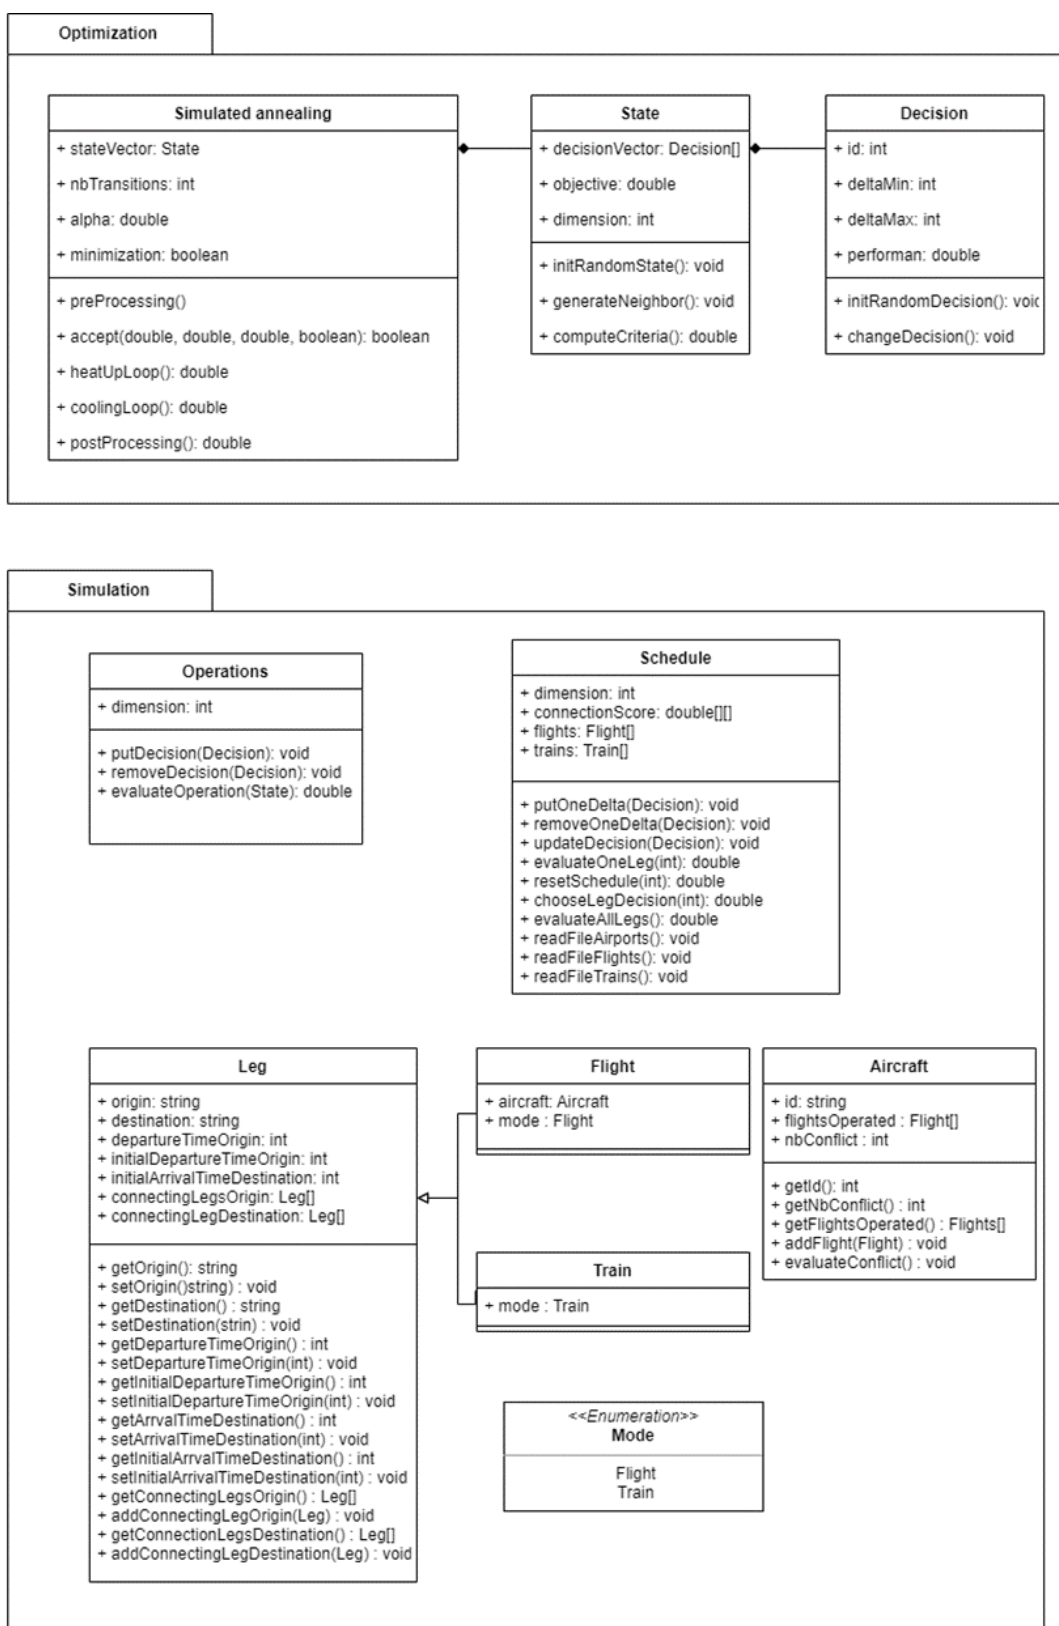 Optimization
Simulated annealing
+ stateVector: State
+ nbTransitions: int
+ alpha: double
+ minimization: boolean
+ preProcessing()
+ accept(double, double, double, boolean): boolean
+ heatUpLoop(): double
+ coolingLoop(): double
+ postProcessing(): double
State
+ decisionVector: Decision[]
+ objective: double
+ dimension: int
+ initRandomState(): void
+ generateNeighbor(): void
+ computeCriteria(): double
Decision
+ id: int
+ deltaMin: int
+ deltaMax: int
+ performan: double
+ initRandomDecision(): voic
+ changeDecision(): void
Simulation
Operations
+ dimension: int
+ putDecision(Decision): void
+ removeDecision(Decision): void
+ evaluateOperation(State): double
Schedule
+ dimension: int
+ connectionScore: double[][]
+ flights: Flight[]
+ trains: Train[]
+ putOneDelta(Decision): void
+ removeOneDelta(Decision): void
+ updateDecision(Decision): void
+ evaluateOneLeg(int): double
+ resetSchedule(int): double
+ chooseLegDecision(int): double
+ evaluateAllLegs(): double
+ readFileAirports(): void
+ readFileFlights(): void
+ readFileTrains(): void
Leg
+ origin: string
+ destination: string
+ departureTimeOrigin: int
+ initialDepartureTimeOrigin: int
+ initialArrivalTimeDestination: int
+ connectingLegsOrigin: Leg[]
+ connectingLegDestination: Leg[]
+ getOrigin(): string
+ setOrigin()string) : void
+ getDestination() : string
+ setDestination(strin) : void
+ getDepartureTimeOrigin() : int
+ setDepartureTimeOrigin(int) : void
+ getInitialDepartureTimeOrigin() : int
+ setInitialDepartureTimeOrigin(int) : void
+ getArrvalTimeDestination() : int
+ setArrivalTimeDestination(int) : void
+ getInitialArrvalTimeDestination() : int
+ setInitialArrivalTimeDestination(int) : void
+ getConnectingLegsOrigin() : Leg[]
+ addConnectingLegOrigin(Leg) : void
+ getConnectionLegsDestination() : Leg[]
+ addConnectingLegDestination(Leg) : void
Flight
+ aircraft: Aircraft
+ mode : Flight
Train
+ mode : Train
Aircraft
+ id: string
+ flightsOperated : Flight[]
+ nbConflict : int
+ getId(): int
+ getNbConflict() : int
+ getFlightsOperated() : Flights[]
+ addFlight(Flight) : void
+ evaluateConflict() : void
<<Enumeration>>
Mode
Flight
Train